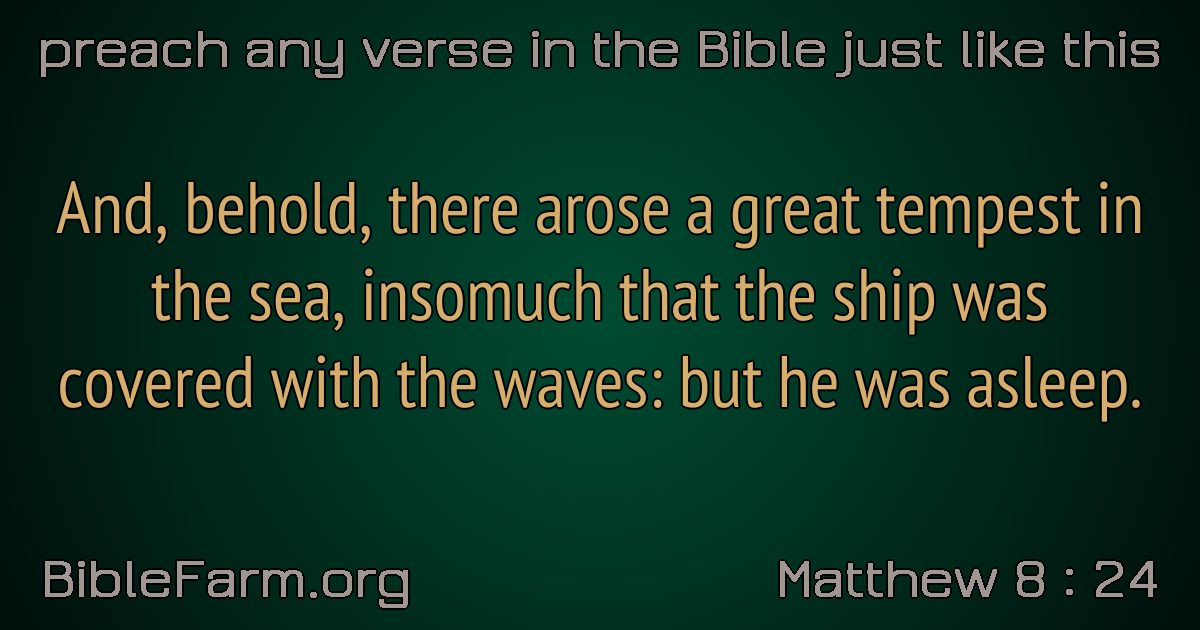 preach any verse in the Bible just like this
And, behold, there arose a great tempest in
the sea, insomuch that the ship was
covered with the waves: but he was asleep.
BibleFarm.org
Matthew 8 : 24